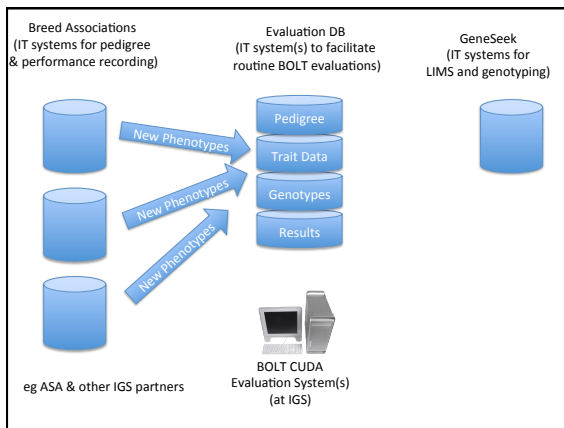 Breed Associations
(IT systems for pedigree
& performance recording)
Evaluation DB
(IT system(s) to facilitate
routine BOLT evaluations)
GeneSeek
(IT systems for
LIMS and genotyping)
New Phenotypes
New Phenotypes
New Phenotypes
Pedigree
Trait Data
Genotypes
Results
eg ASA & other IGS partners
BOLT CUDA
Evaluation System(s)
(at IGS)